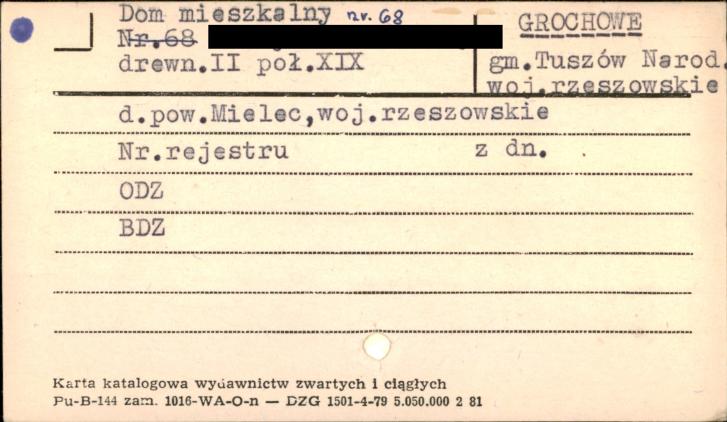 Dom mieszkalny nr. 68
Nr.68
drewn.II poł.XIX
GROCHOWE
gm.Tuszów Narod.
woj.rzeszowskie
d.pow.Mielec,woj.rzeszowskie
Nr.rejestru z dn.
ODZ
BDZ
Karta katalogowa wydawnictw zwartych i ciągłych
Pu-B-144 zam. 1016-WA-O-n — DZG 1501-4-79 5.050.000 2 81